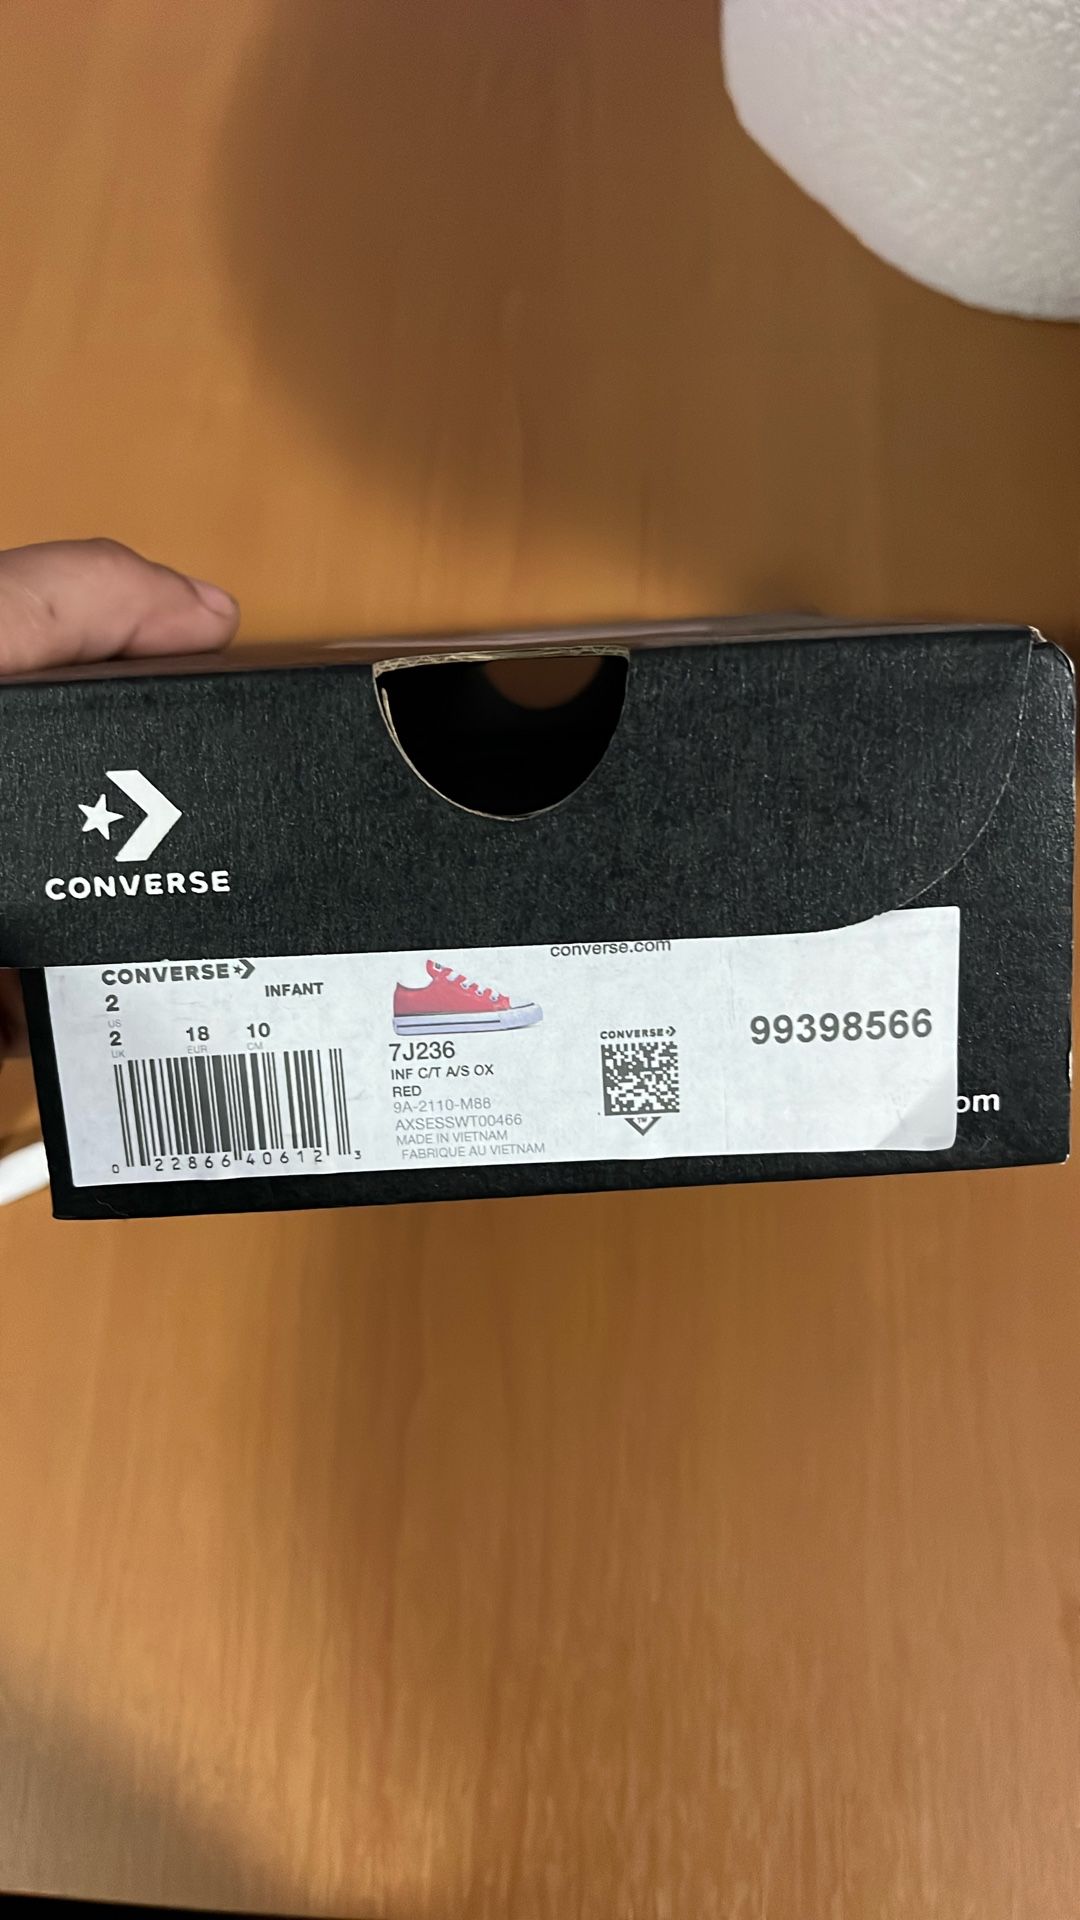 CONVERSE
CONVERSE
INFANT
2
US
2
UK
18
EUR
10
CM
0 22866 40612 3
7J236
INF C/T A/S OX
RED
9A-2110-M88
AXSESSWT00466
MADE IN VIETNAM
FABRIQUE AU VIETNAM
converse.com
CONVERSE
TM
99398566
om